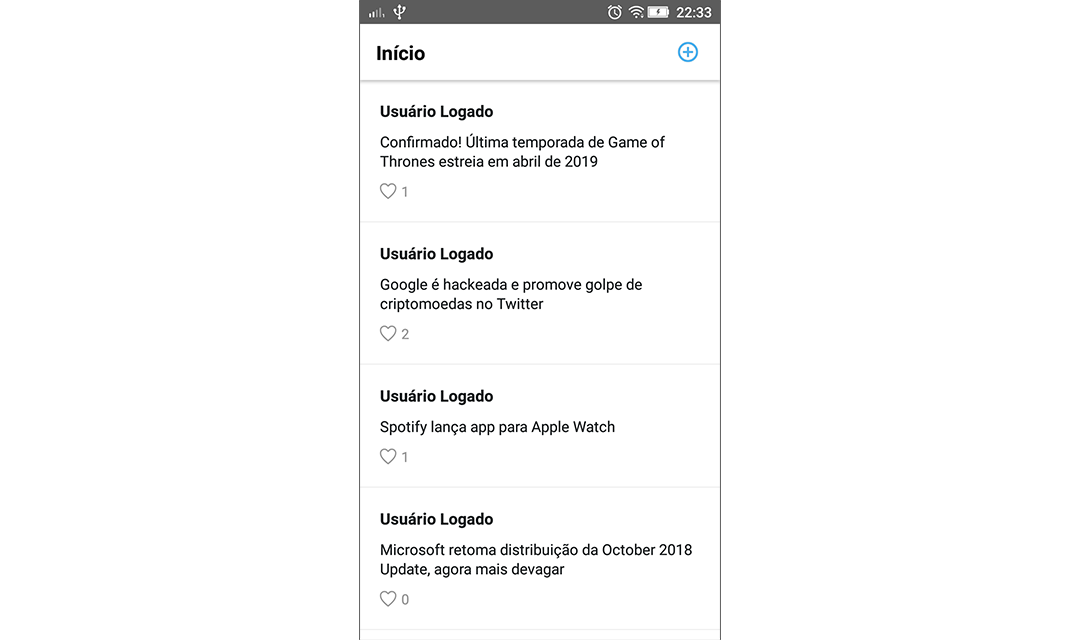 22:33
Início
Usuário Logado
Confirmado! Última temporada de Game of
Thrones estreia em abril de 2019
1
Usuário Logado
Google é hackeada e promove golpe de
criptomoedas no Twitter
2
Usuário Logado
Spotify lança app para Apple Watch
1
Usuário Logado
Microsoft retoma distribuição da October 2018
Update, agora mais devagar
0